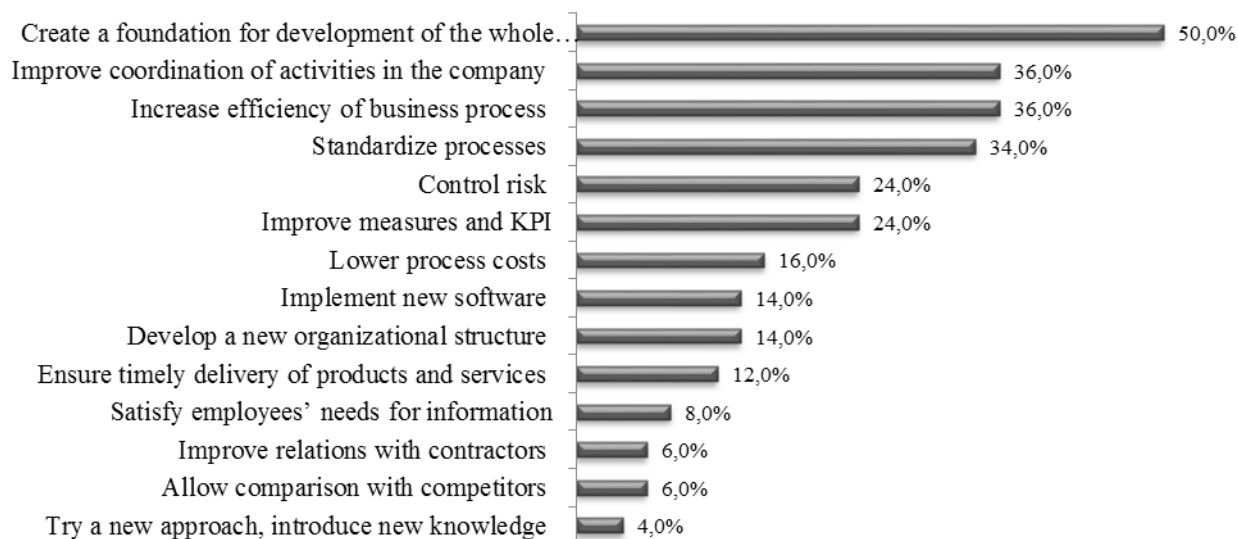 Create a foundation for development of the whole… 50,0%
Improve coordination of activities in the company 36,0%
Increase efficiency of business process 36,0%
Standardize processes 34,0%
Control risk 24,0%
Improve measures and KPI 24,0%
Lower process costs 16,0%
Implement new software 14,0%
Develop a new organizational structure 14,0%
Ensure timely delivery of products and services 12,0%
Satisfy employees’ needs for information 8,0%
Improve relations with contractors 6,0%
Allow comparison with competitors 6,0%
Try a new approach, introduce new knowledge 4,0%